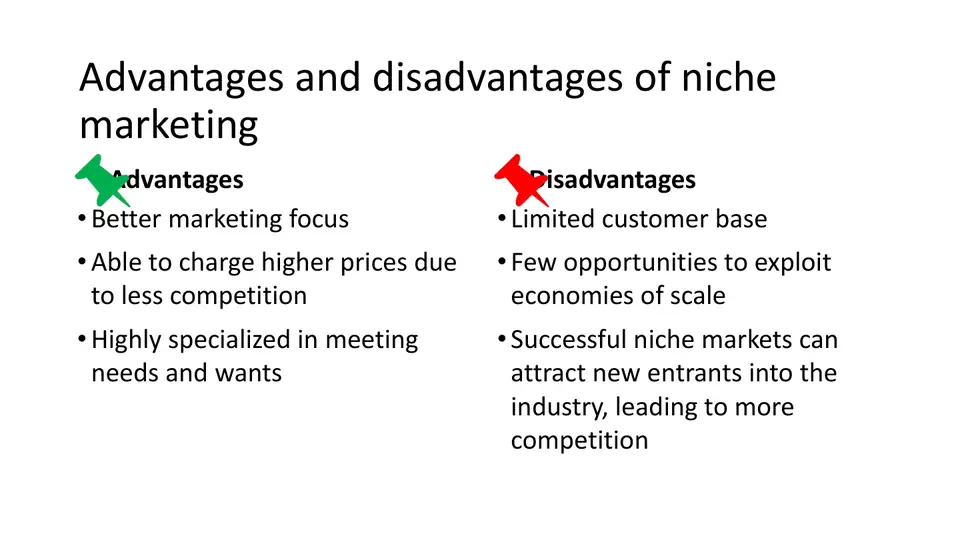 Advantages and disadvantages of niche
marketing
Advantages
• Better marketing focus
• Able to charge higher prices due
to less competition
• Highly specialized in meeting
needs and wants
Disadvantages
• Limited customer base
• Few opportunities to exploit
economies of scale
• Successful niche markets can
attract new entrants into the
industry, leading to more
competition